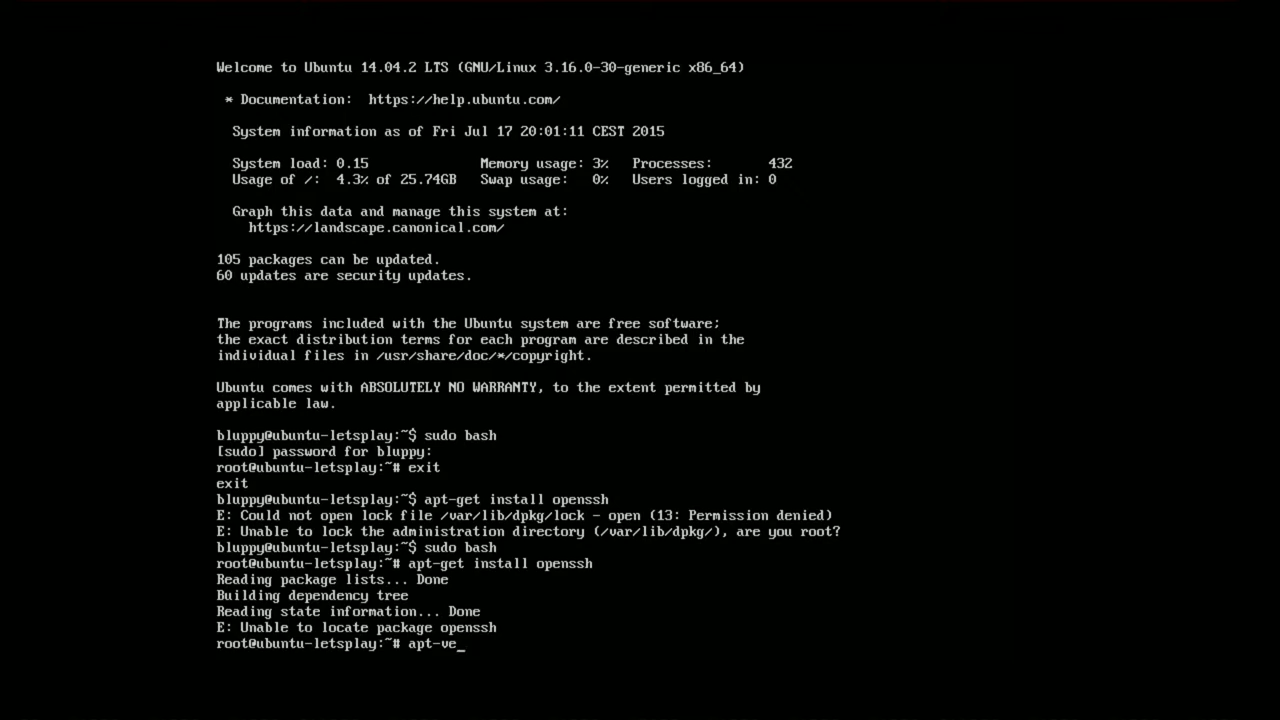 Welcome to Ubuntu 14.04.2 LTS (GNU/Linux 3.16.0-30-generic x86_64)
* Documentation:  https://help.ubuntu.com/
System information as of Fri Jul 17 20:01:11 CEST 2015
System load: 0.15              Memory usage: 3%   Processes:       432
Usage of /:  4.3% of 25.74GB   Swap usage:   0%   Users logged in: 0
Graph this data and manage this system at:
https://landscape.canonical.com/
105 packages can be updated.
60 updates are security updates.
The programs included with the Ubuntu system are free software;
the exact distribution terms for each program are described in the
individual files in /usr/share/doc/*/copyright.
Ubuntu comes with ABSOLUTELY NO WARRANTY, to the extent permitted by
applicable law.
bluppy@ubuntu-letsplay:~$ sudo bash
[sudo] password for bluppy:
root@ubuntu-letsplay:~# exit
exit
bluppy@ubuntu-letsplay:~$ apt-get install openssh
E: Could not open lock file /var/lib/dpkg/lock - open (13: Permission denied)
E: Unable to lock the administration directory (/var/lib/dpkg/), are you root?
bluppy@ubuntu-letsplay:~$ sudo bash
root@ubuntu-letsplay:~# apt-get install openssh
Reading package lists... Done
Building dependency tree
Reading state information... Done
E: Unable to locate package openssh
root@ubuntu-letsplay:~# apt-ve_